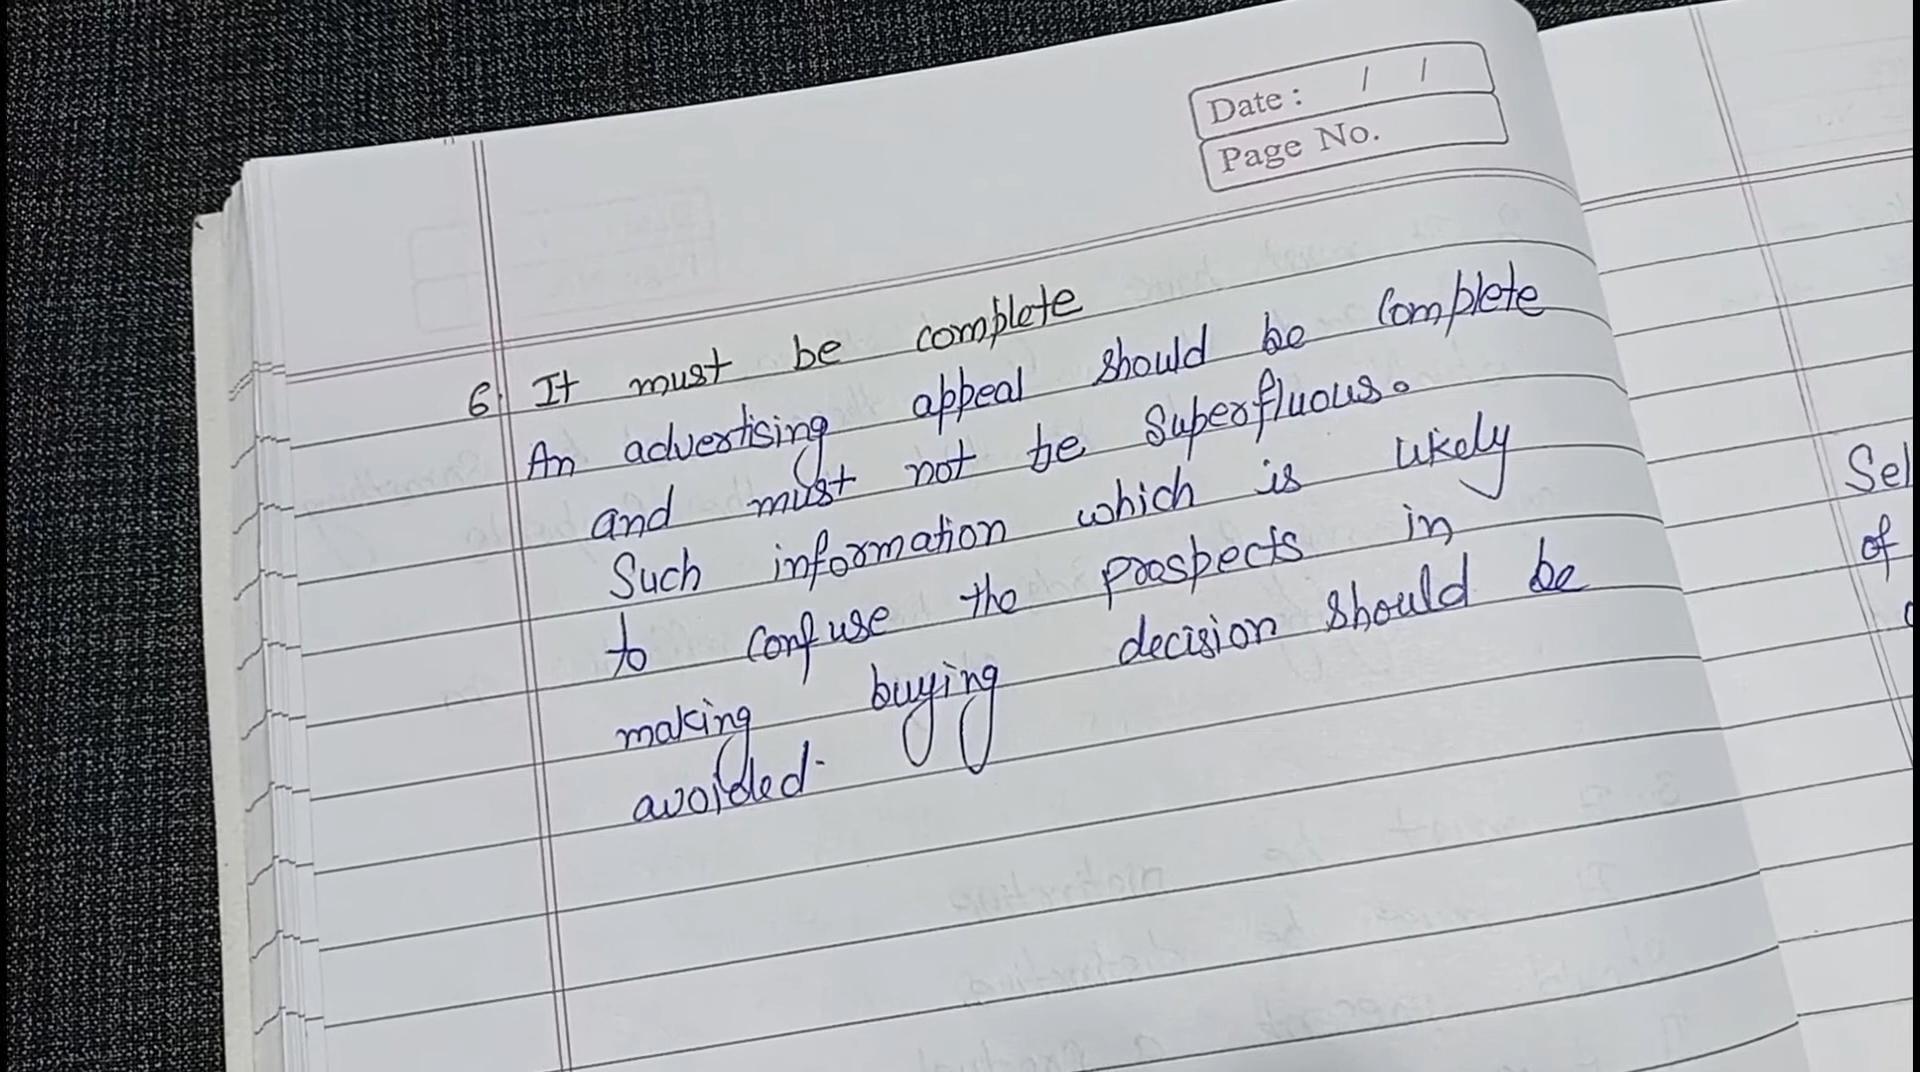 Date : / /
Page No.
6. It must be complete
An advertising appeal should be complete
and must not be Superfluous.
Such information which is likely
to confuse the prospects in
making buying decision should be
avoided.
Sel
of